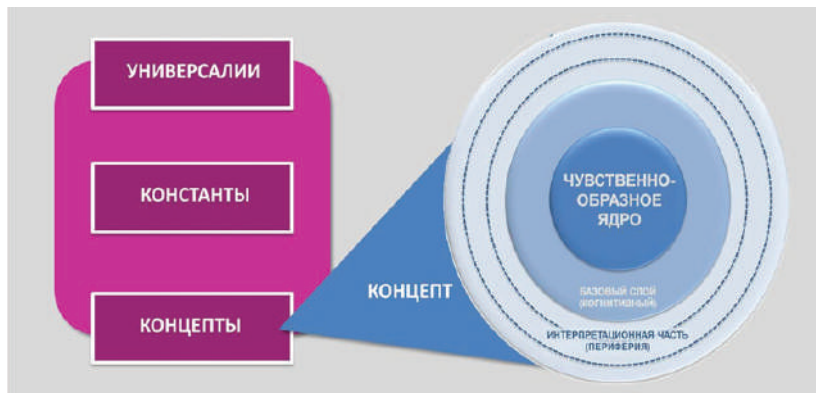 УНИВЕРСАЛИИ
КОНСТАНТЫ
КОНЦЕПТЫ
КОНЦЕПТ
ЧУВСТВЕННО-
ОБРАЗНОЕ
ЯДРО
БАЗОВЫЙ СЛОЙ
(КОГНИТИВНЫЙ)
ИНТЕРПРЕТАЦИОННАЯ ЧАСТЬ
(ПЕРИФЕРИЯ)